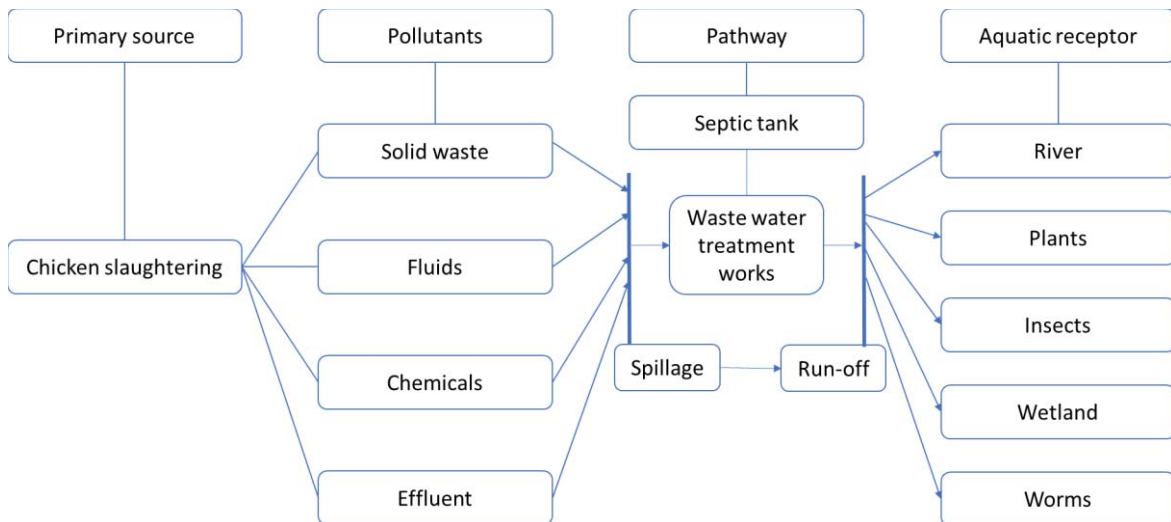 Primary source
Pollutants
Pathway
Aquatic receptor
Septic tank
Solid waste
River
Waste water
treatment
works
Chicken slaughtering
Fluids
Plants
Insects
Spillage
Run-off
Chemicals
Wetland
Effluent
Worms